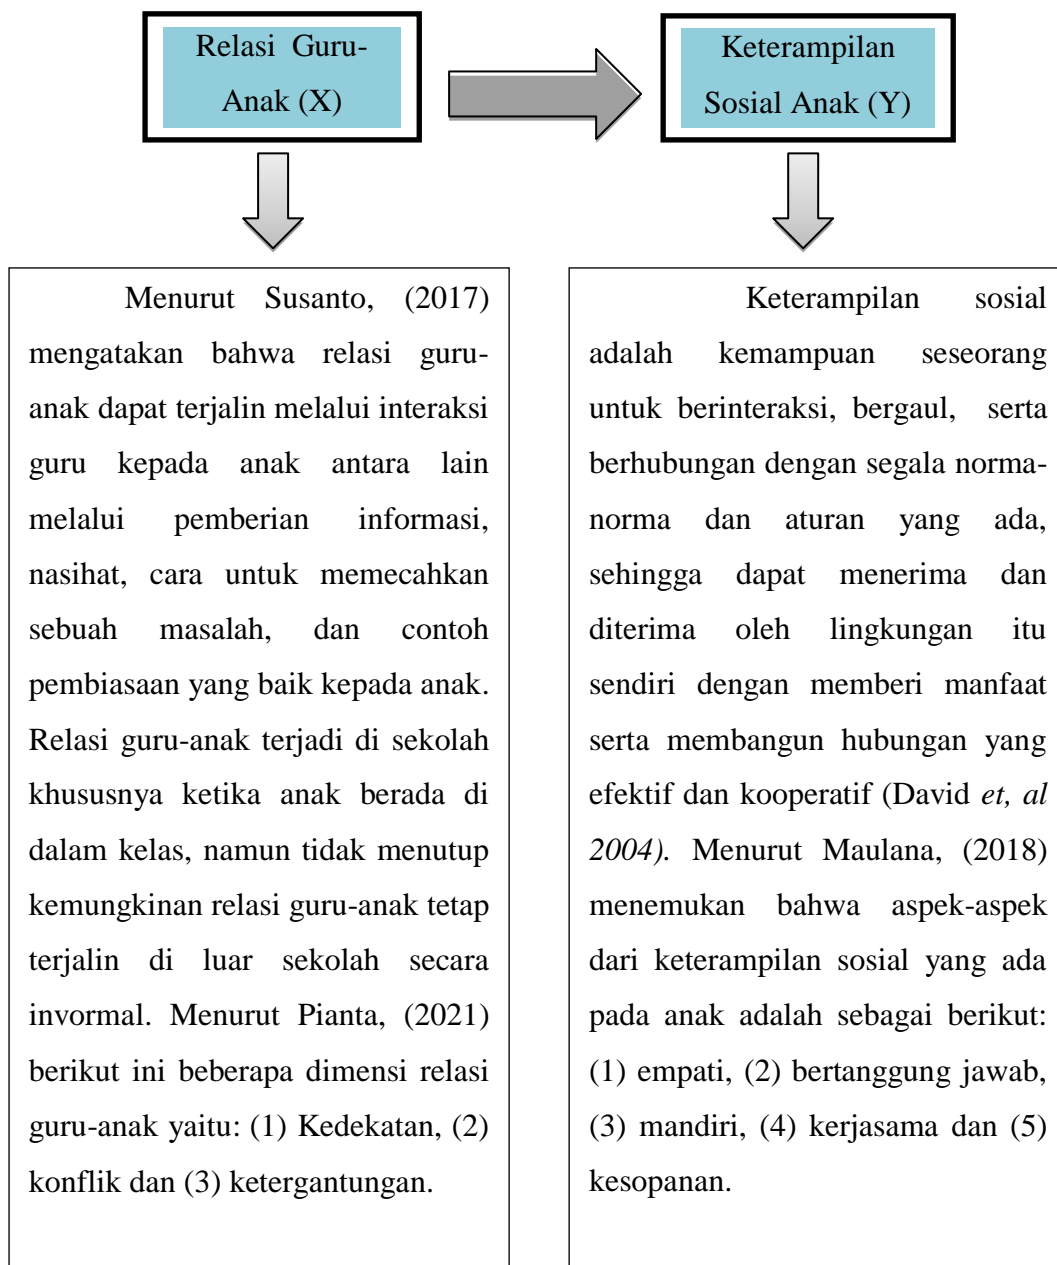 Relasi Guru-
Anak (X)
Keterampilan
Sosial Anak (Y)
Menurut Susanto, (2017)
mengatakan bahwa relasi guru-
anak dapat terjalin melalui interaksi
guru kepada anak antara lain
melalui pemberian informasi,
nasihat, cara untuk memecahkan
sebuah masalah, dan contoh
pembiasaan yang baik kepada anak.
Relasi guru-anak terjadi di sekolah
khususnya ketika anak berada di
dalam kelas, namun tidak menutup
kemungkinan relasi guru-anak tetap
terjalin di luar sekolah secara
invormal. Menurut Pianta, (2021)
berikut ini beberapa dimensi relasi
guru-anak yaitu: (1) Kedekatan, (2)
konflik dan (3) ketergantungan.
Keterampilan sosial
adalah kemampuan seseorang
untuk berinteraksi, bergaul, serta
berhubungan dengan segala norma-
norma dan aturan yang ada,
sehingga dapat menerima dan
diterima oleh lingkungan itu
sendiri dengan memberi manfaat
serta membangun hubungan yang
efektif dan kooperatif (David et, al
2004). Menurut Maulana, (2018)
menemukan bahwa aspek-aspek
dari keterampilan sosial yang ada
pada anak adalah sebagai berikut:
(1) empati, (2) bertanggung jawab,
(3) mandiri, (4) kerjasama dan (5)
kesopanan.